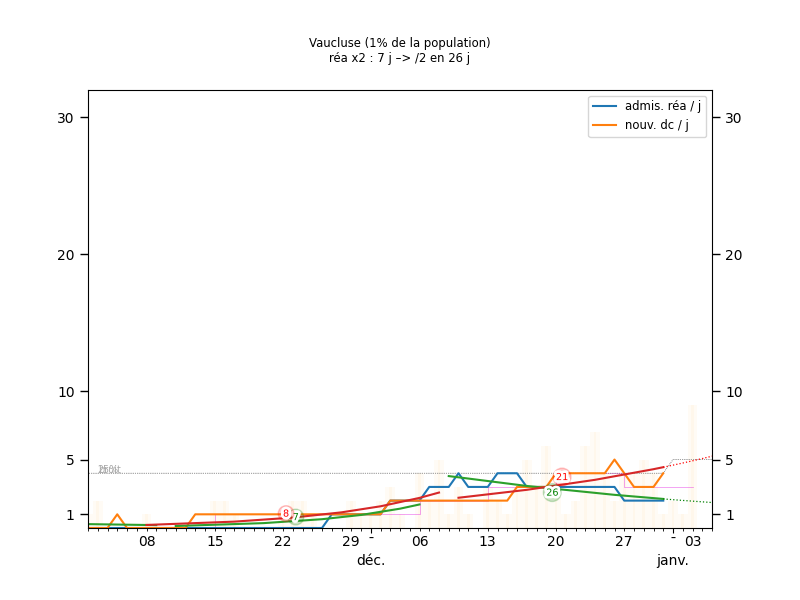 Vaucluse (1% de la population)
réa x2 : 7 j –> /2 en 26 j
admis. réa / j
nouv. dc / j
30 30
20 20
10 10
5 5
1 1
21
26
8
7
08 15 22 29 - 06 13 20 27 - 03
déc. janv.